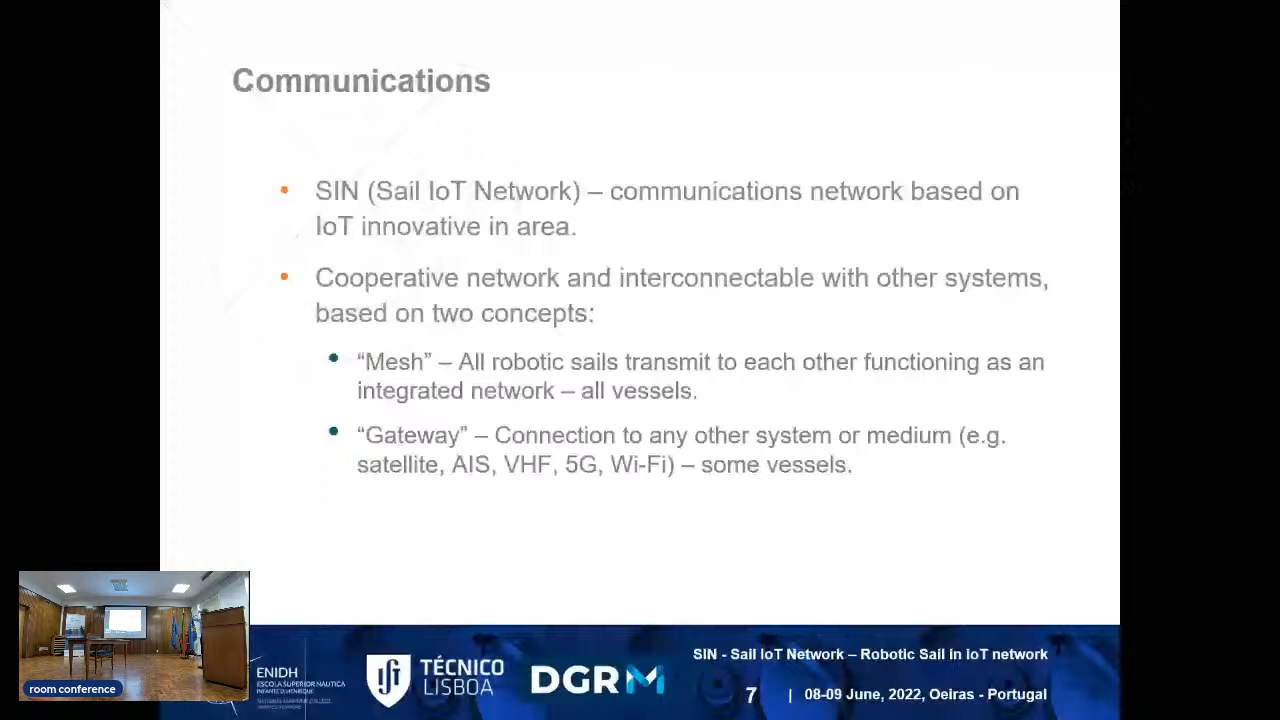 Communications
• SIN (Sail IoT Network) – communications network based on
IoT innovative in area.
• Cooperative network and interconnectable with other systems,
based on two concepts:
• “Mesh” – All robotic sails transmit to each other functioning as an
integrated network – all vessels.
• “Gateway” – Connection to any other system or medium (e.g.
satellite, AIS, VHF, 5G, Wi-Fi) – some vessels.
room conference
ENIDH
ESCOLA SUPERIOR NÁUTICA
INFANTE D. HENRIQUE
TÉCNICO
LISBOA
DGRM
SIN - Sail IoT Network – Robotic Sail in IoT network
7 | 08-09 June, 2022, Oeiras - Portugal